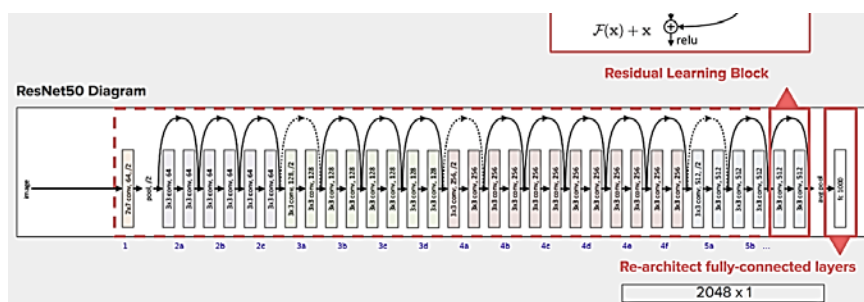 F(x) + x
relu
Residual Learning Block
ResNet50 Diagram
image
7x7 conv, 64, /2
pool, /2
3x3 conv, 64
3x3 conv, 64
3x3 conv, 64
3x3 conv, 64
3x3 conv, 64
3x3 conv, 64
3x3 conv, 128, /2
3x3 conv, 128
3x3 conv, 128
3x3 conv, 128
3x3 conv, 128
3x3 conv, 128
3x3 conv, 128
3x3 conv, 128
3x3 conv, 256, /2
3x3 conv, 256
3x3 conv, 256
3x3 conv, 256
3x3 conv, 256
3x3 conv, 256
3x3 conv, 256
3x3 conv, 256
3x3 conv, 256
3x3 conv, 256
3x3 conv, 256
3x3 conv, 256
3x3 conv, 512, /2
3x3 conv, 512
3x3 conv, 512
3x3 conv, 512
3x3 conv, 512
3x3 conv, 512
avg pool
fc 1000
1 2a 2b 2c 3a 3b 3c 3d 4a 4b 4c 4d 4e 4f 5a 5b ...
Re-architect fully-connected layers
2048 x 1